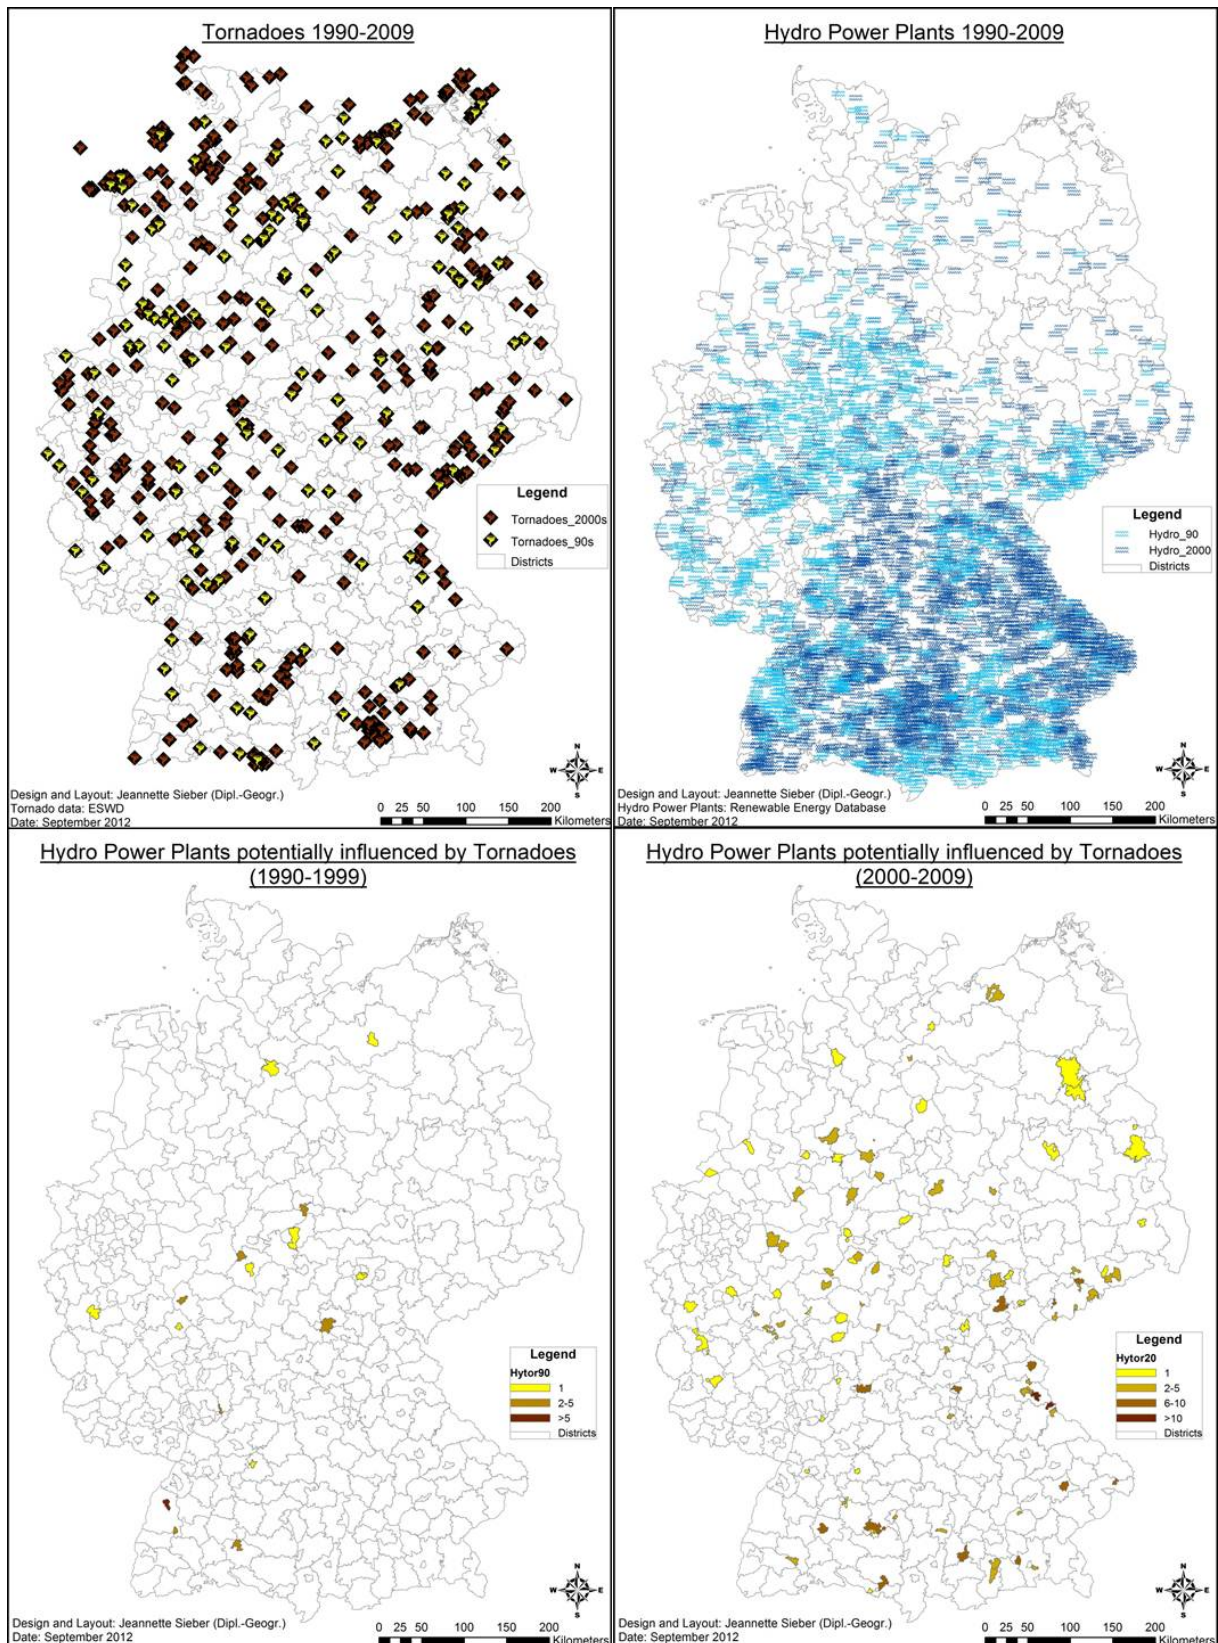 Tornadoes 1990-2009
Legend
Tornadoes_2000s
Tornadoes_90s
Districts
N
W
E
S
Design and Layout: Jeannette Sieber (Dipl.-Geogr.)
Tornado data: ESWD
Date: September 2012
0 25 50 100 150 200
Kilometers
Hydro Power Plants 1990-2009
Legend
Hydro_90
Hydro_2000
Districts
N
W
E
S
Design and Layout: Jeannette Sieber (Dipl.-Geogr.)
Hydro Power Plants: Renewable Energy Database
Date: September 2012
0 25 50 100 150 200
Kilometers
Hydro Power Plants potentially influenced by Tornadoes
(1990-1999)
Legend
Hytor90
1
2-5
>5
Districts
N
W
E
S
Design and Layout: Jeannette Sieber (Dipl.-Geogr.)
Date: September 2012
0 25 50 100 150 200
Kilometers
Hydro Power Plants potentially influenced by Tornadoes
(2000-2009)
Legend
Hytor20
1
2-5
6-10
>10
Districts
N
W
E
S
Design and Layout: Jeannette Sieber (Dipl.-Geogr.)
Date: September 2012
0 25 50 100 150 200
Kilometers